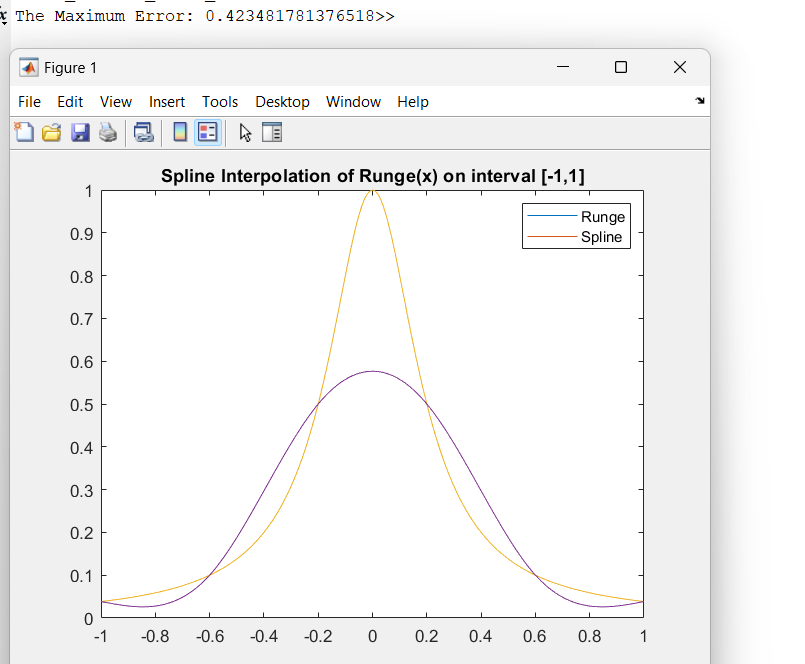 The Maximum Error: 0.423481781376518>>
Figure 1
File Edit View Insert Tools Desktop Window Help
Spline Interpolation of Runge(x) on interval [-1,1]
Runge
Spline
1
0.9
0.8
0.7
0.6
0.5
0.4
0.3
0.2
0.1
0
-1 -0.8 -0.6 -0.4 -0.2 0 0.2 0.4 0.6 0.8 1